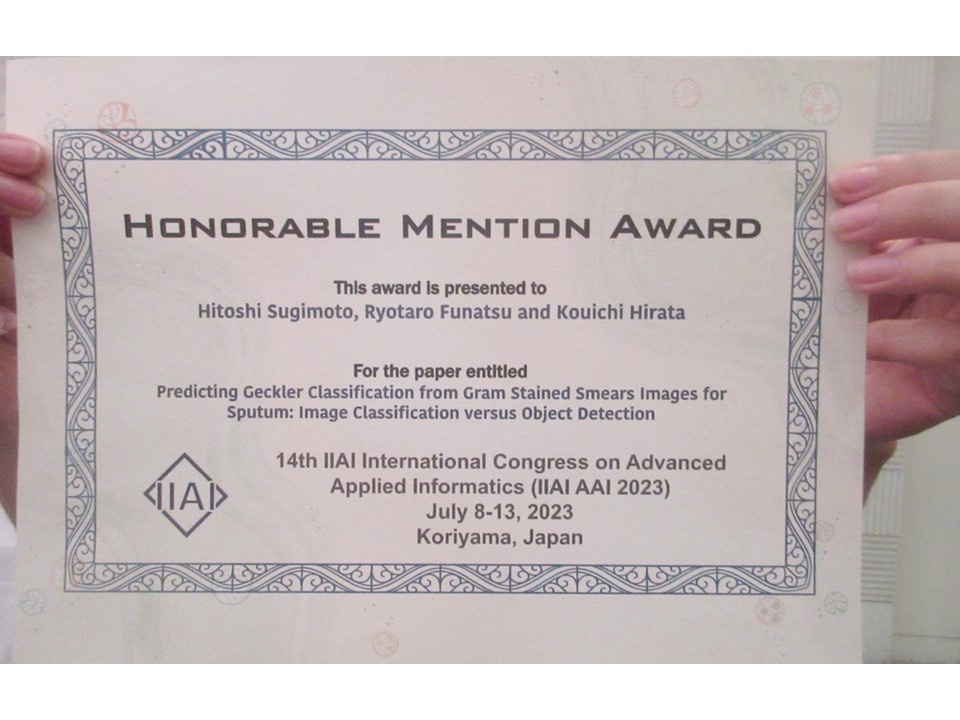 HONORABLE MENTION AWARD
This award is presented to
Hitoshi Sugimoto, Ryotaro Funatsu and Kouichi Hirata
For the paper entitled
Predicting Geckler Classification from Gram Stained Smears Images for
Sputum: Image Classification versus Object Detection
14th IIAI International Congress on Advanced
Applied Informatics (IIAI AAI 2023)
July 8-13, 2023
Koriyama, Japan
IIAI